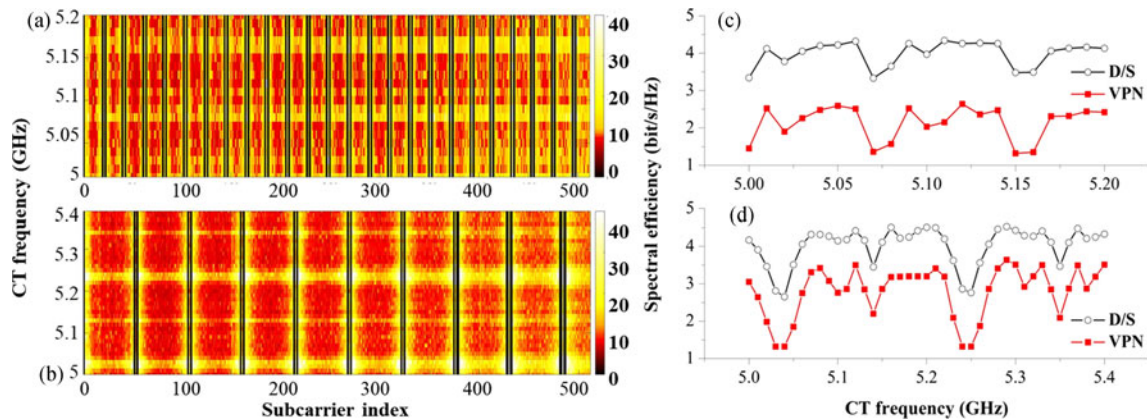 (a)
5.2
5.15
5.1
5.05
5
0 100 200 300 400 500
40
30
20
10
0
(b)
5.4
5.3
5.2
5.1
5
0 100 200 300 400 500
40
30
20
10
0
CT frequency (GHz)
Subcarrier index
Spectral efficiency (bit/s/Hz)
(c)
5
4
3
2
1
D/S
VPN
5.00 5.05 5.10 5.15 5.20
(d)
5
4
3
2
1
D/S
VPN
5.0 5.1 5.2 5.3 5.4
CT frequency (GHz)